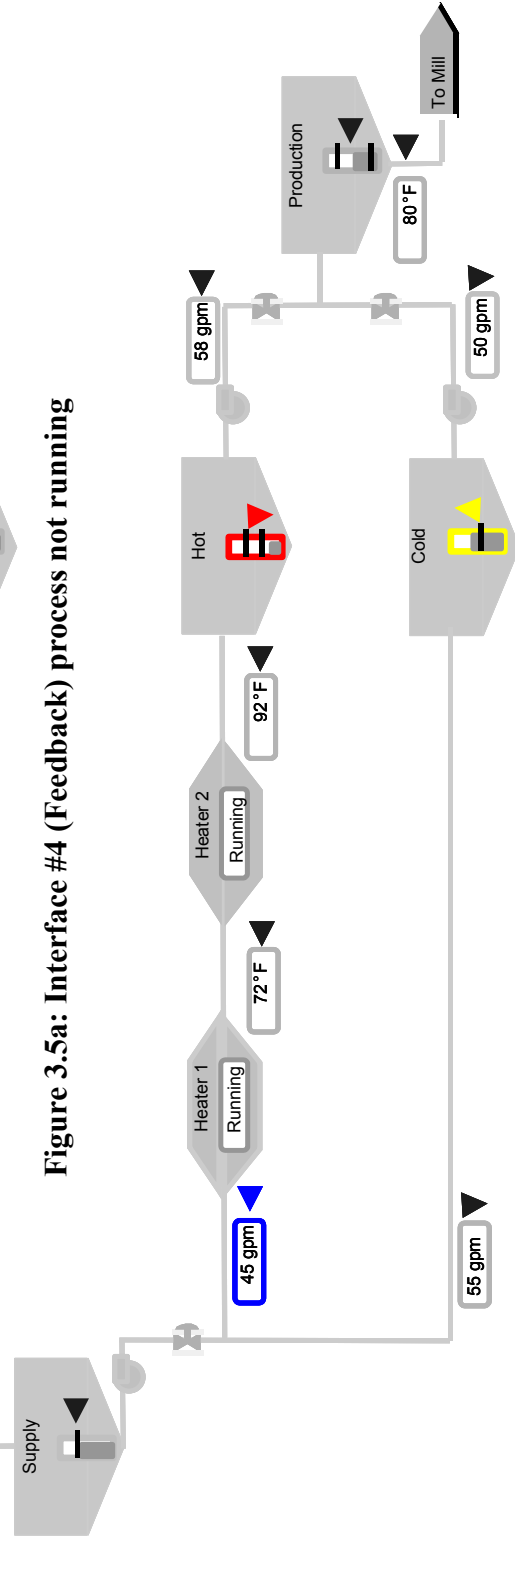 Figure 3.5a: Interface #4 (Feedback) process not running
Supply
45 gpm
Heater 1
Running
72°F
Heater 2
Running
92°F
Hot
58 gpm
55 gpm
Cold
50 gpm
Production
80°F
To Mill